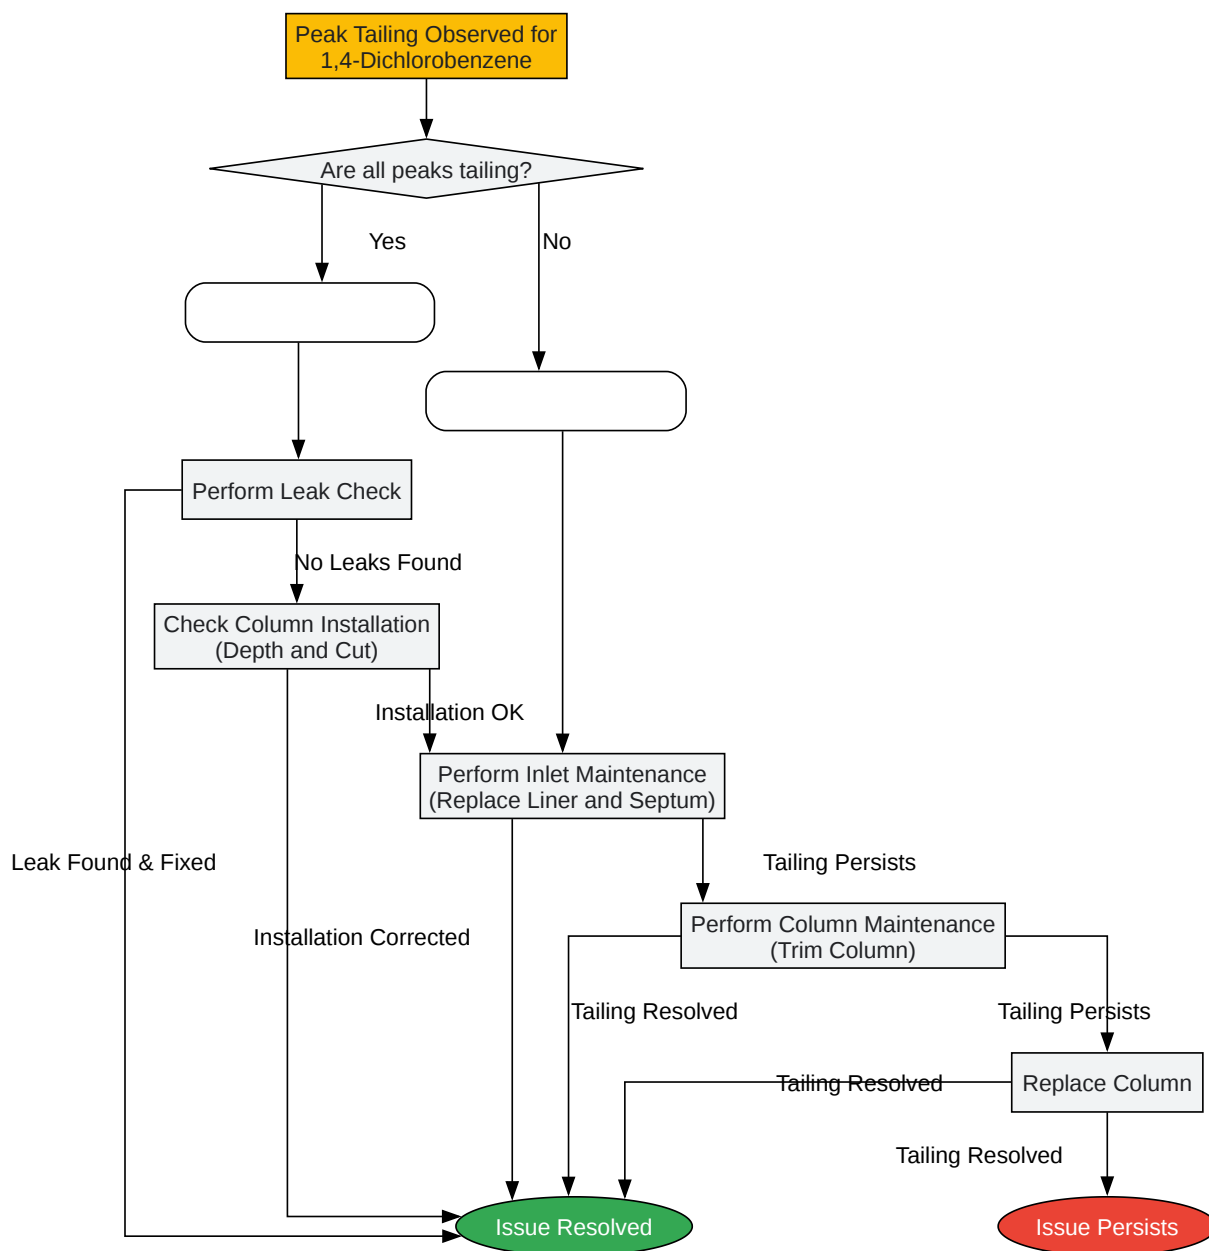 Peak Tailing Observed for
1,4-Dichlorobenzene
Are all peaks tailing?
Yes
No
Perform Leak Check
No Leaks Found
Check Column Installation
(Depth and Cut)
Installation OK
Perform Inlet Maintenance
(Replace Liner and Septum)
Leak Found & Fixed
Tailing Persists
Installation Corrected
Perform Column Maintenance
(Trim Column)
Tailing Resolved
Tailing Persists
Tailing Resolved
Replace Column
Tailing Resolved
Issue Resolved
Issue Persists